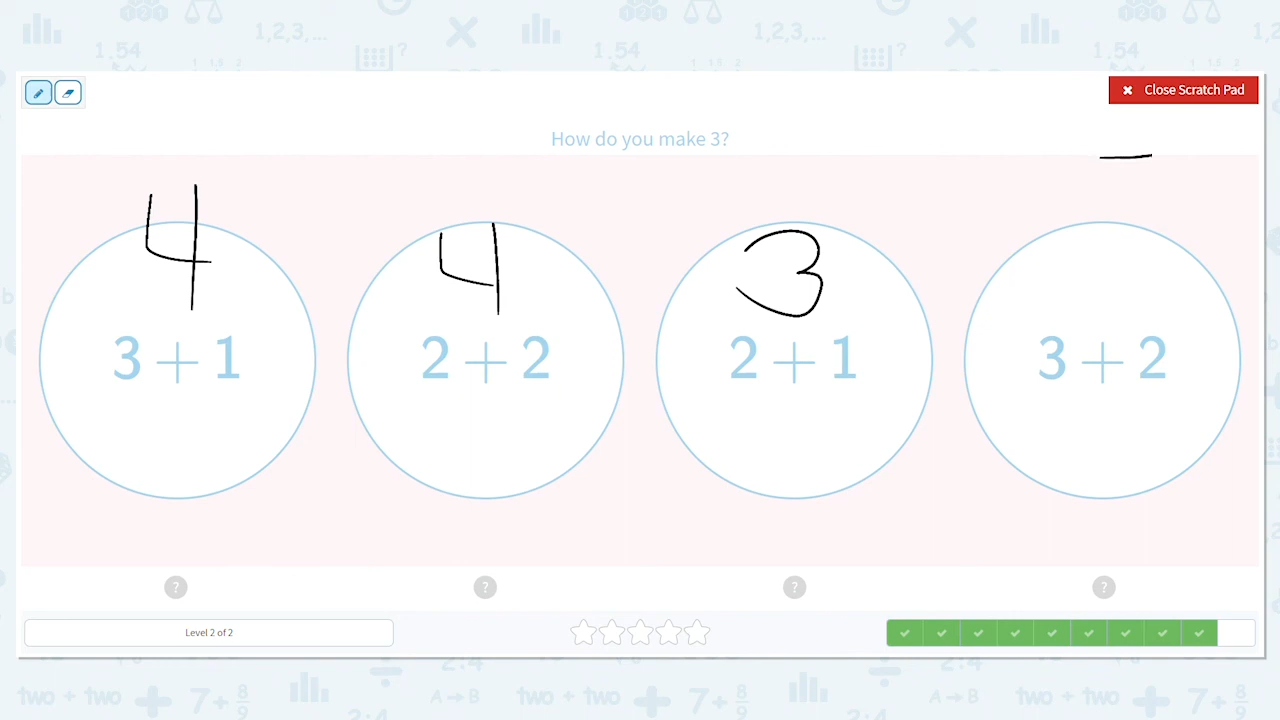 Close Scratch Pad
How do you make 3?
4 4 3
3 + 1 2 + 2 2 + 1 3 + 2
? ? ? ?
Level 2 of 2